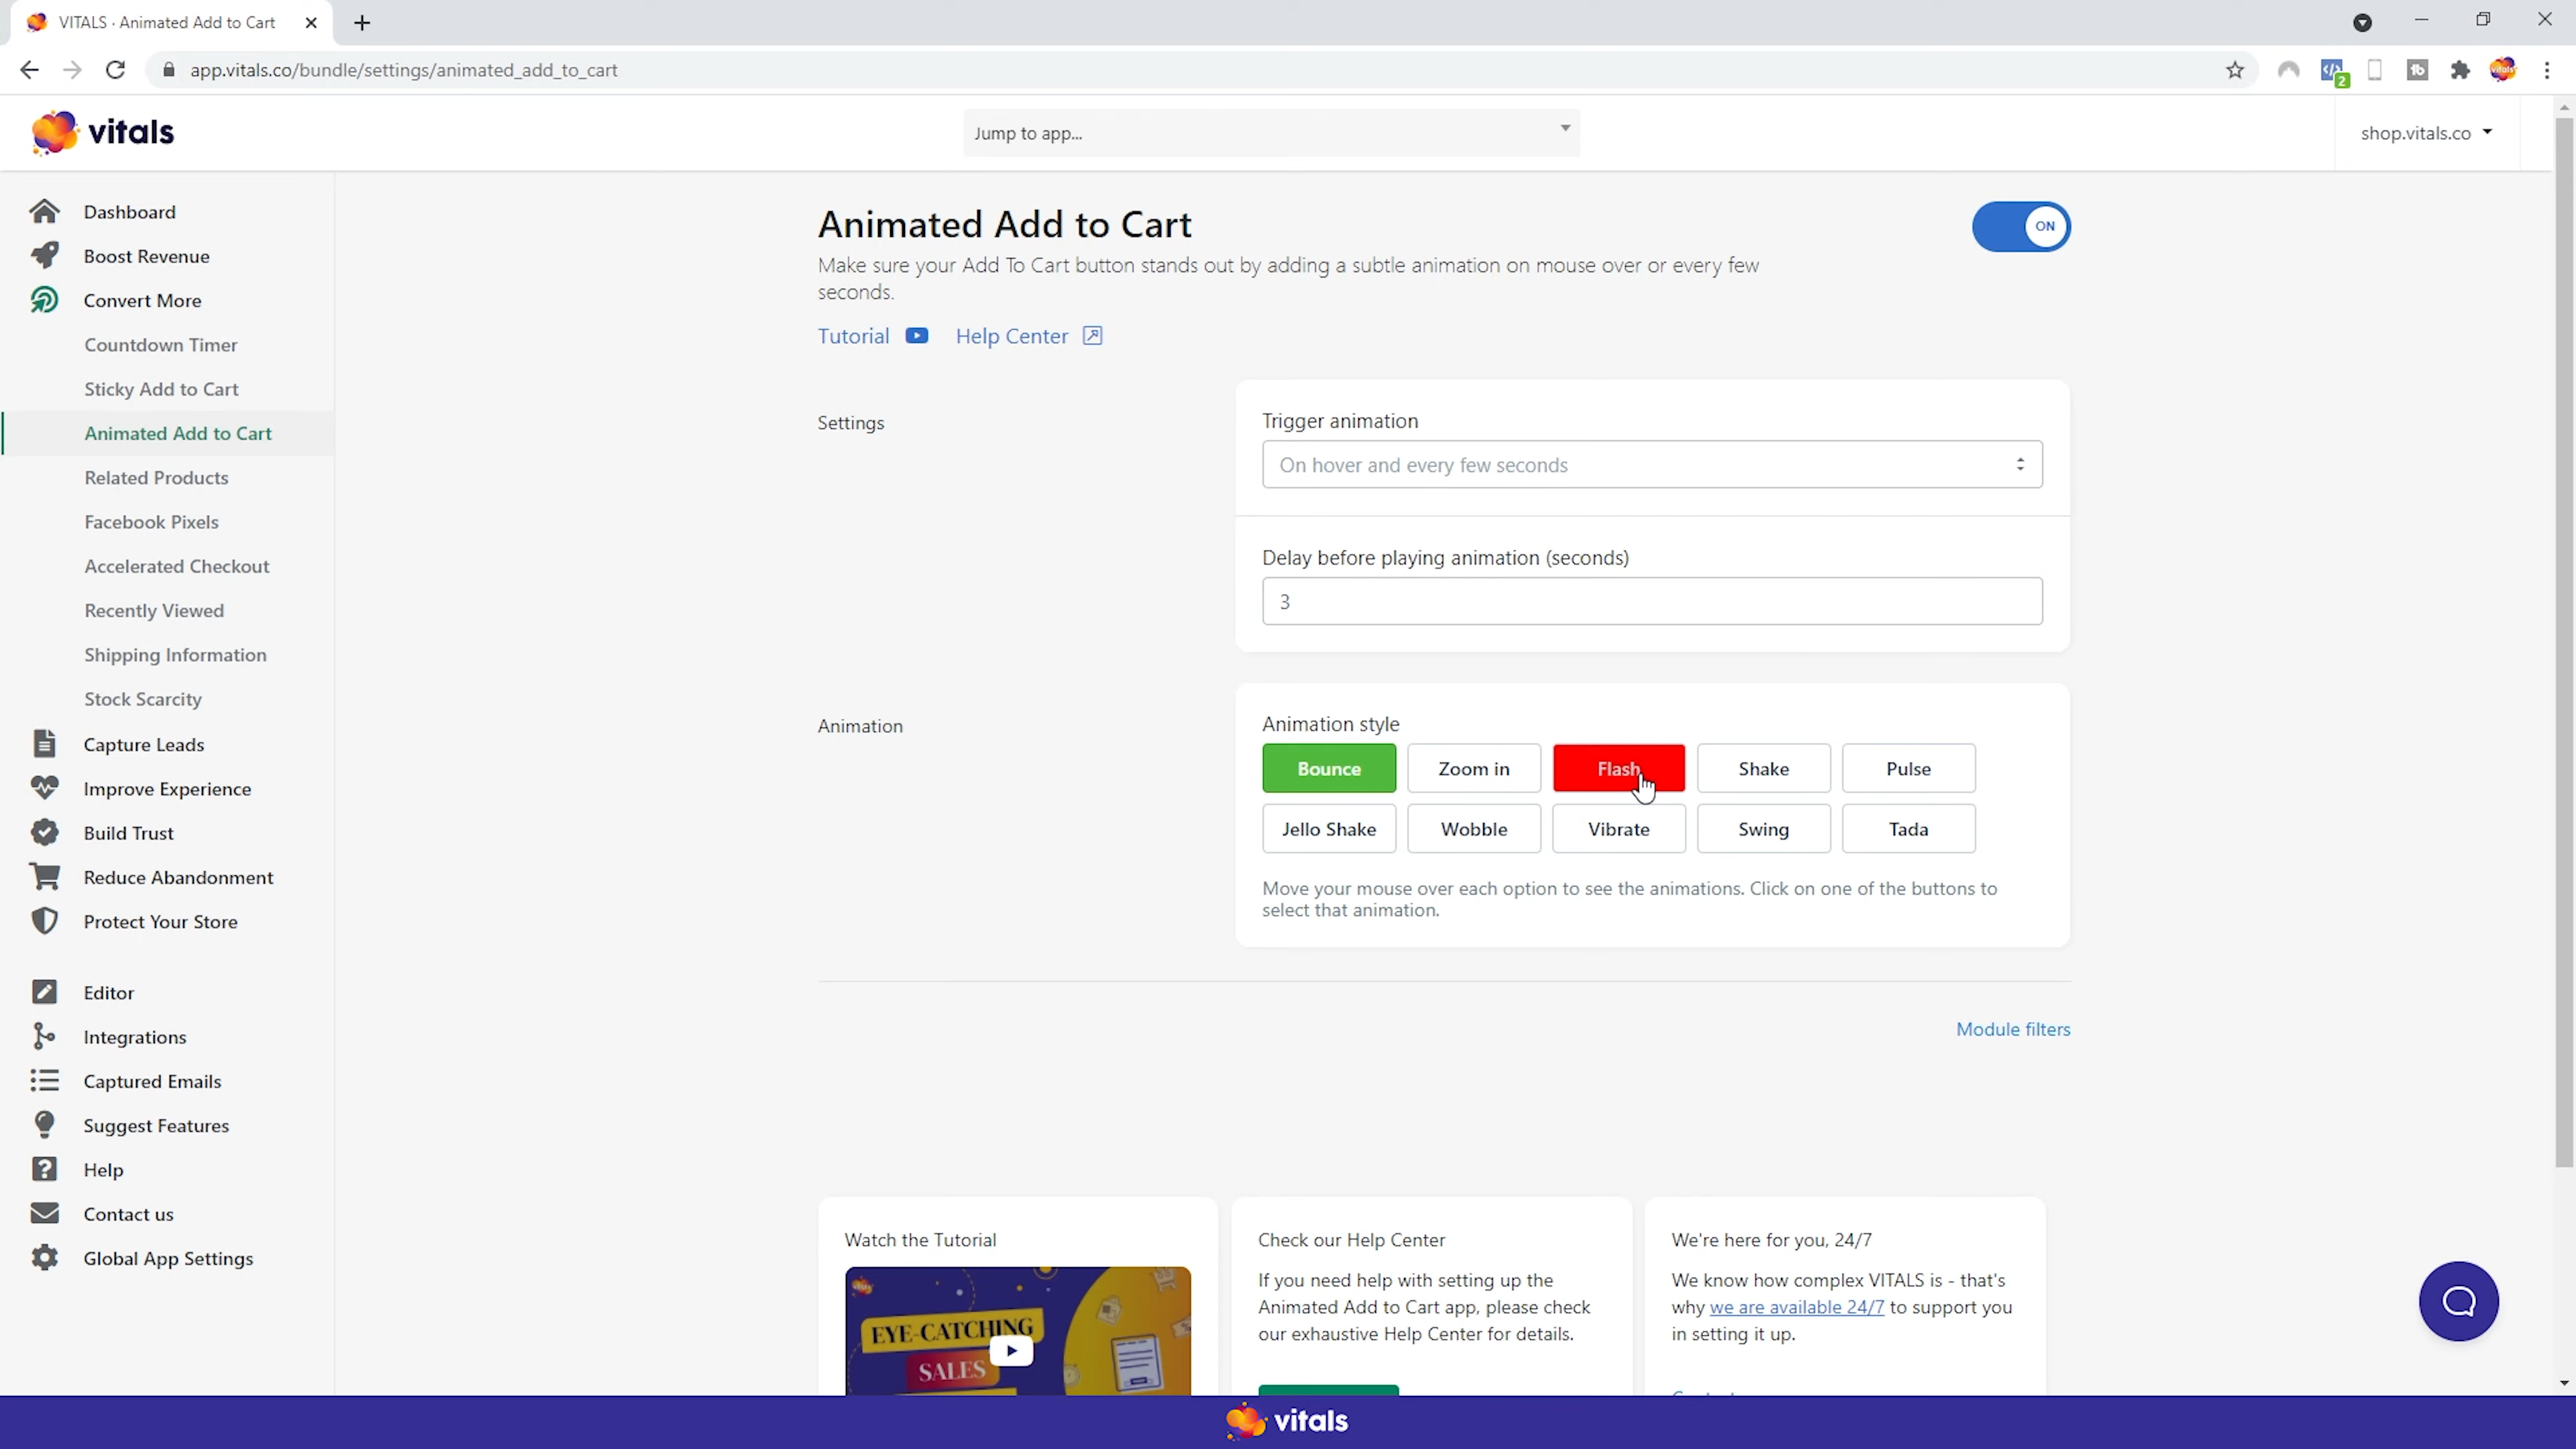 VITALS · Animated Add to Cart
app.vitals.co/bundle/settings/animated_add_to_cart
2
vitals
vitals
Jump to app...
shop.vitals.co
Dashboard
Boost Revenue
Convert More
Countdown Timer
Sticky Add to Cart
Animated Add to Cart
Related Products
Facebook Pixels
Accelerated Checkout
Recently Viewed
Shipping Information
Stock Scarcity
Capture Leads
Improve Experience
Build Trust
Reduce Abandonment
Protect Your Store
Editor
Integrations
Captured Emails
Suggest Features
Help
Contact us
Global App Settings
Animated Add to Cart
ON
Make sure your Add To Cart button stands out by adding a subtle animation on mouse over or every few
seconds.
Tutorial Help Center
Settings
Trigger animation
On hover and every few seconds
Delay before playing animation (seconds)
3
Animation
Animation style
Bounce Zoom in Flash Shake Pulse
Jello Shake Wobble Vibrate Swing Tada
Move your mouse over each option to see the animations. Click on one of the buttons to
select that animation.
Module filters
Watch the Tutorial
EYE-CATCHING
SALES
Check our Help Center
If you need help with setting up the
Animated Add to Cart app, please check
our exhaustive Help Center for details.
We're here for you, 24/7
We know how complex VITALS is - that's
why we are available 24/7 to support you
in setting it up.
vitals